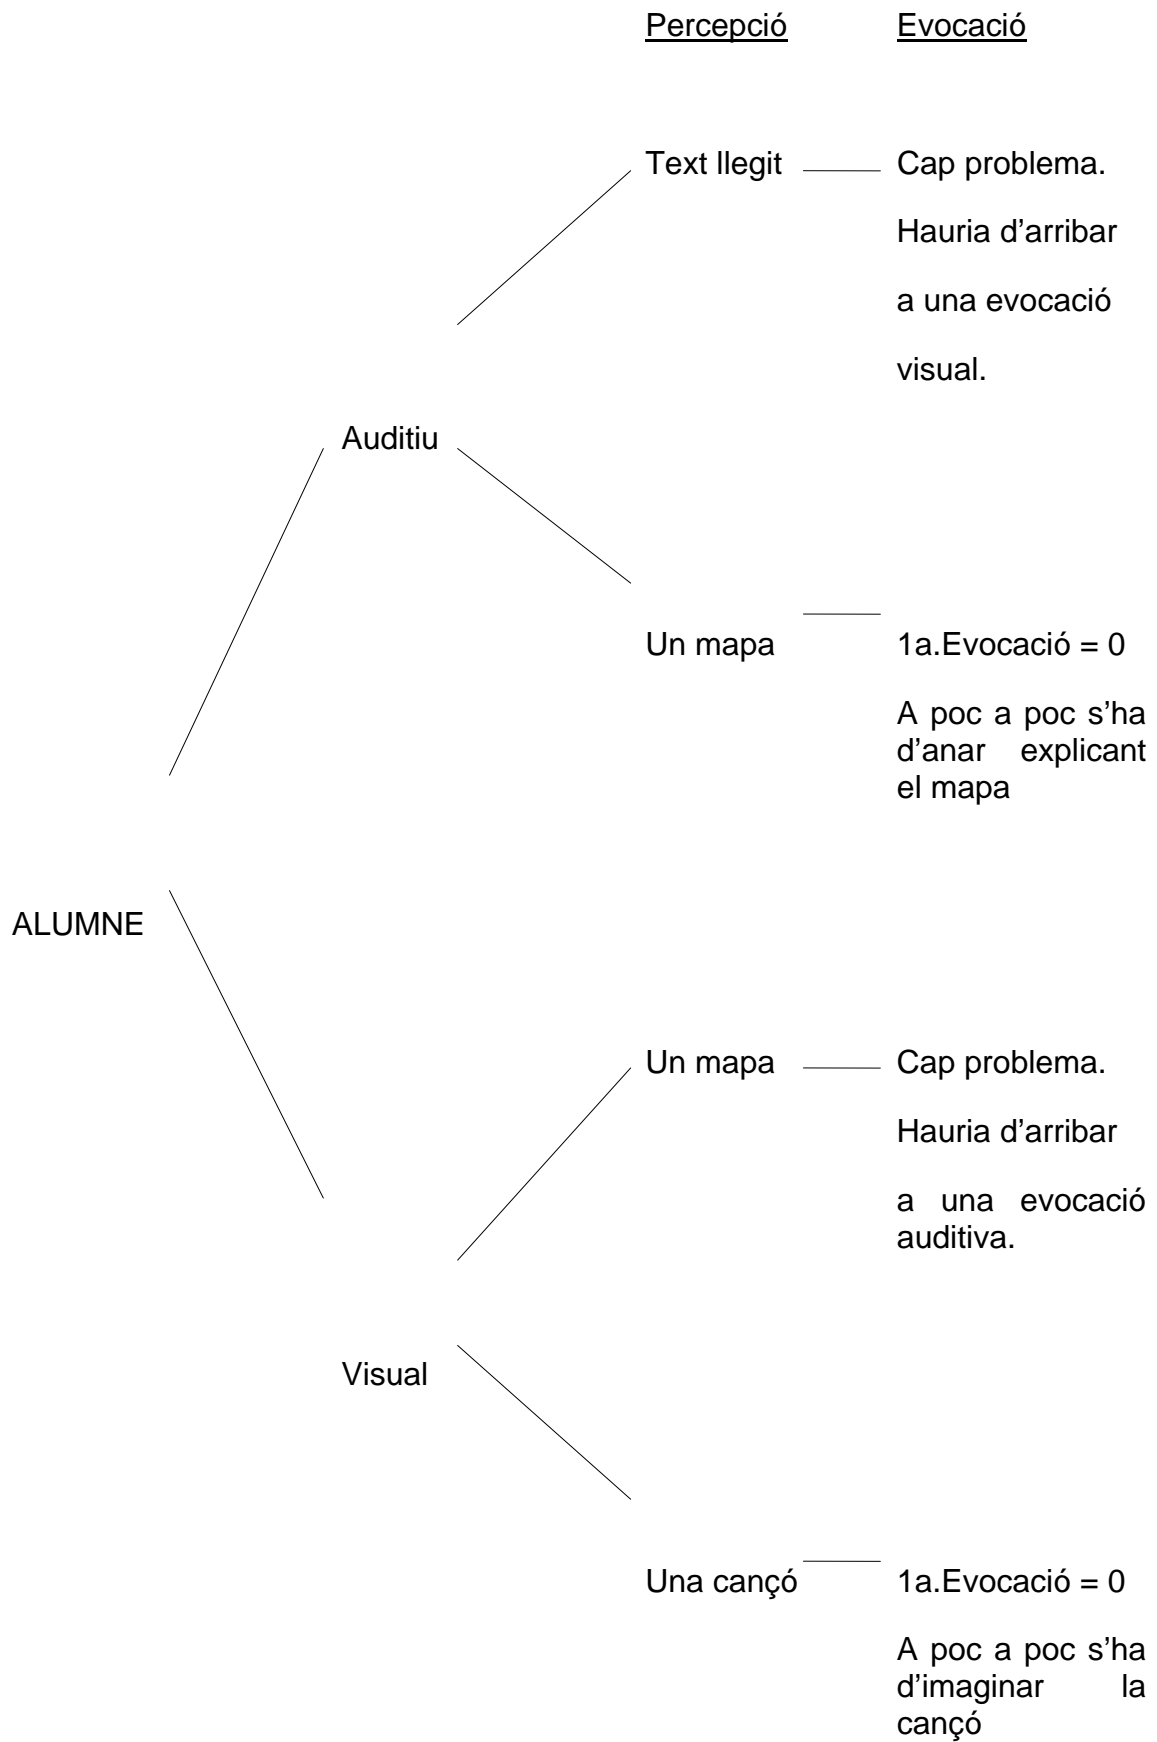 Percepció Evocació
Text llegit Cap problema.
Hauria d’arribar
a una evocació
visual.
Auditiu
Un mapa 1a.Evocació = 0
A poc a poc s’ha
d’anar explicant
el mapa
ALUMNE
Un mapa Cap problema.
Hauria d’arribar
a una evocació
auditiva.
Visual
Una cançó 1a.Evocació = 0
A poc a poc s’ha
d’imaginar la
cançó